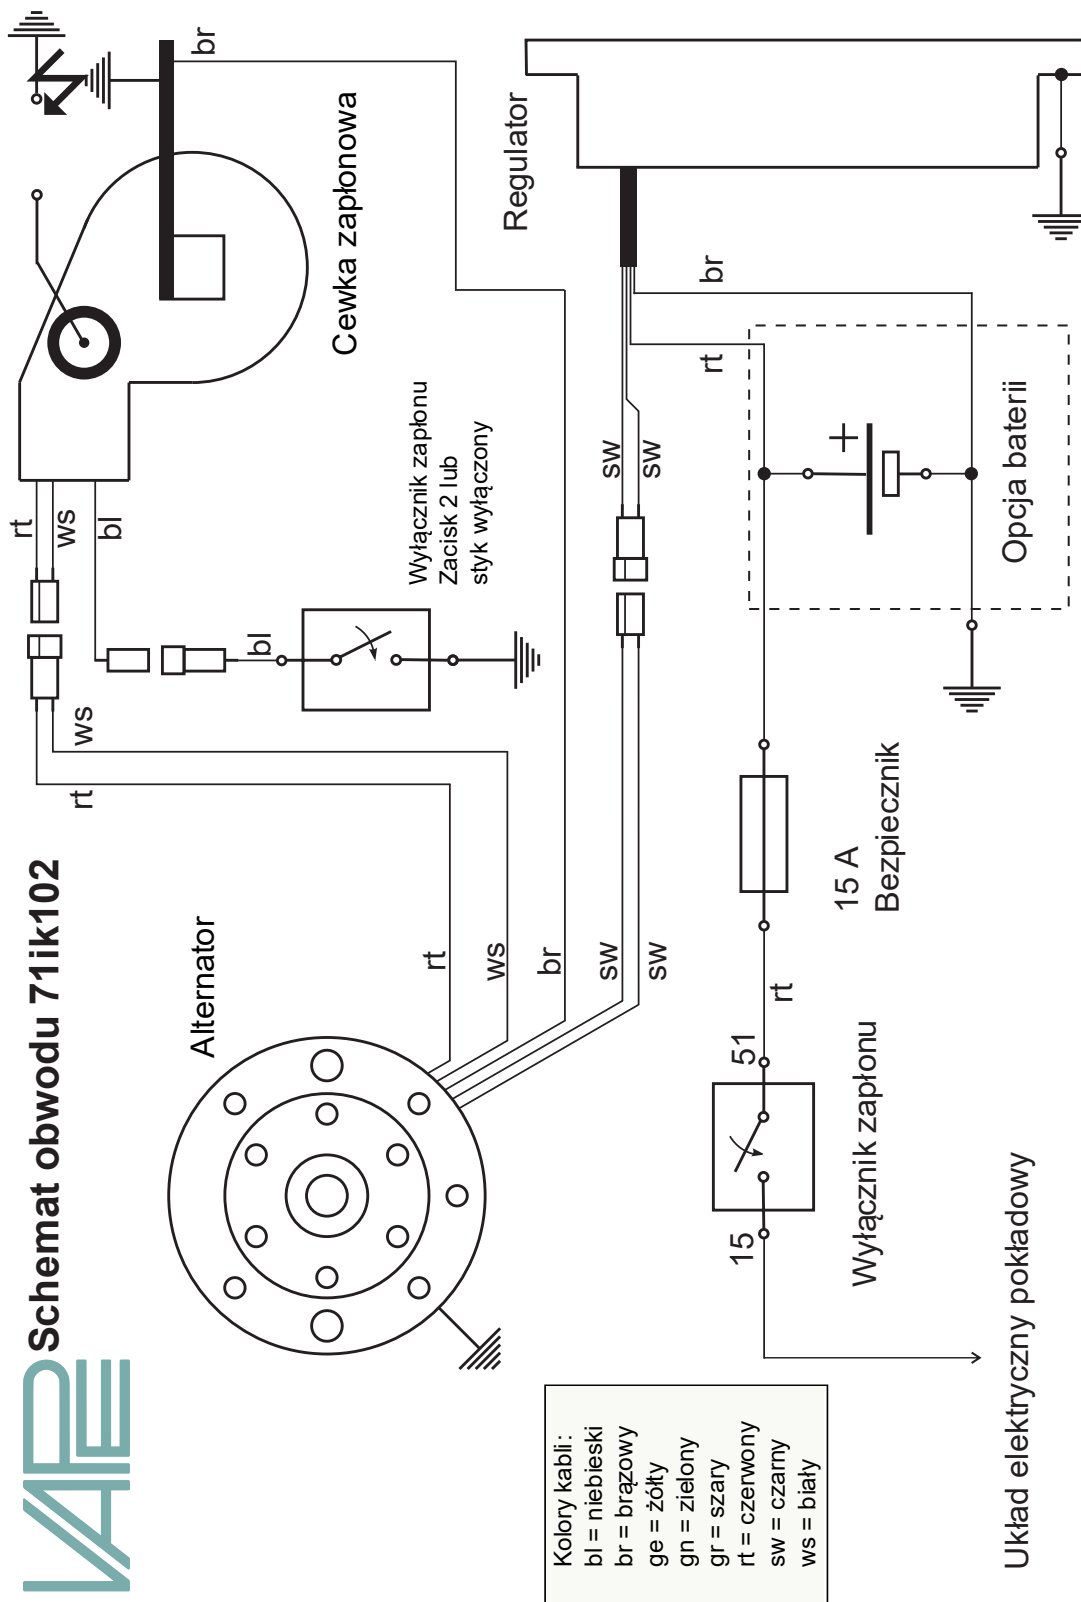 VAPE
Schemat obwodu 71ik102
Alternator
rt
ws
br
sw
sw
rt
ws
rt
ws
bl
bl
br
Cewka zapłonowa
Wyłącznik zapłonu
Zacisk 2 lub
styk wyłączony
Regulator
sw
sw
rt
br
+
Opcja baterii
15 A
Bezpiecznik
rt
51
15
Wyłącznik zapłonu
Układ elektryczny pokładowy
Kolory kabli:
bl = niebieski
br = brązowy
ge = żółty
gn = zielony
gr = szary
rt = czerwony
sw = czarny
ws = biały